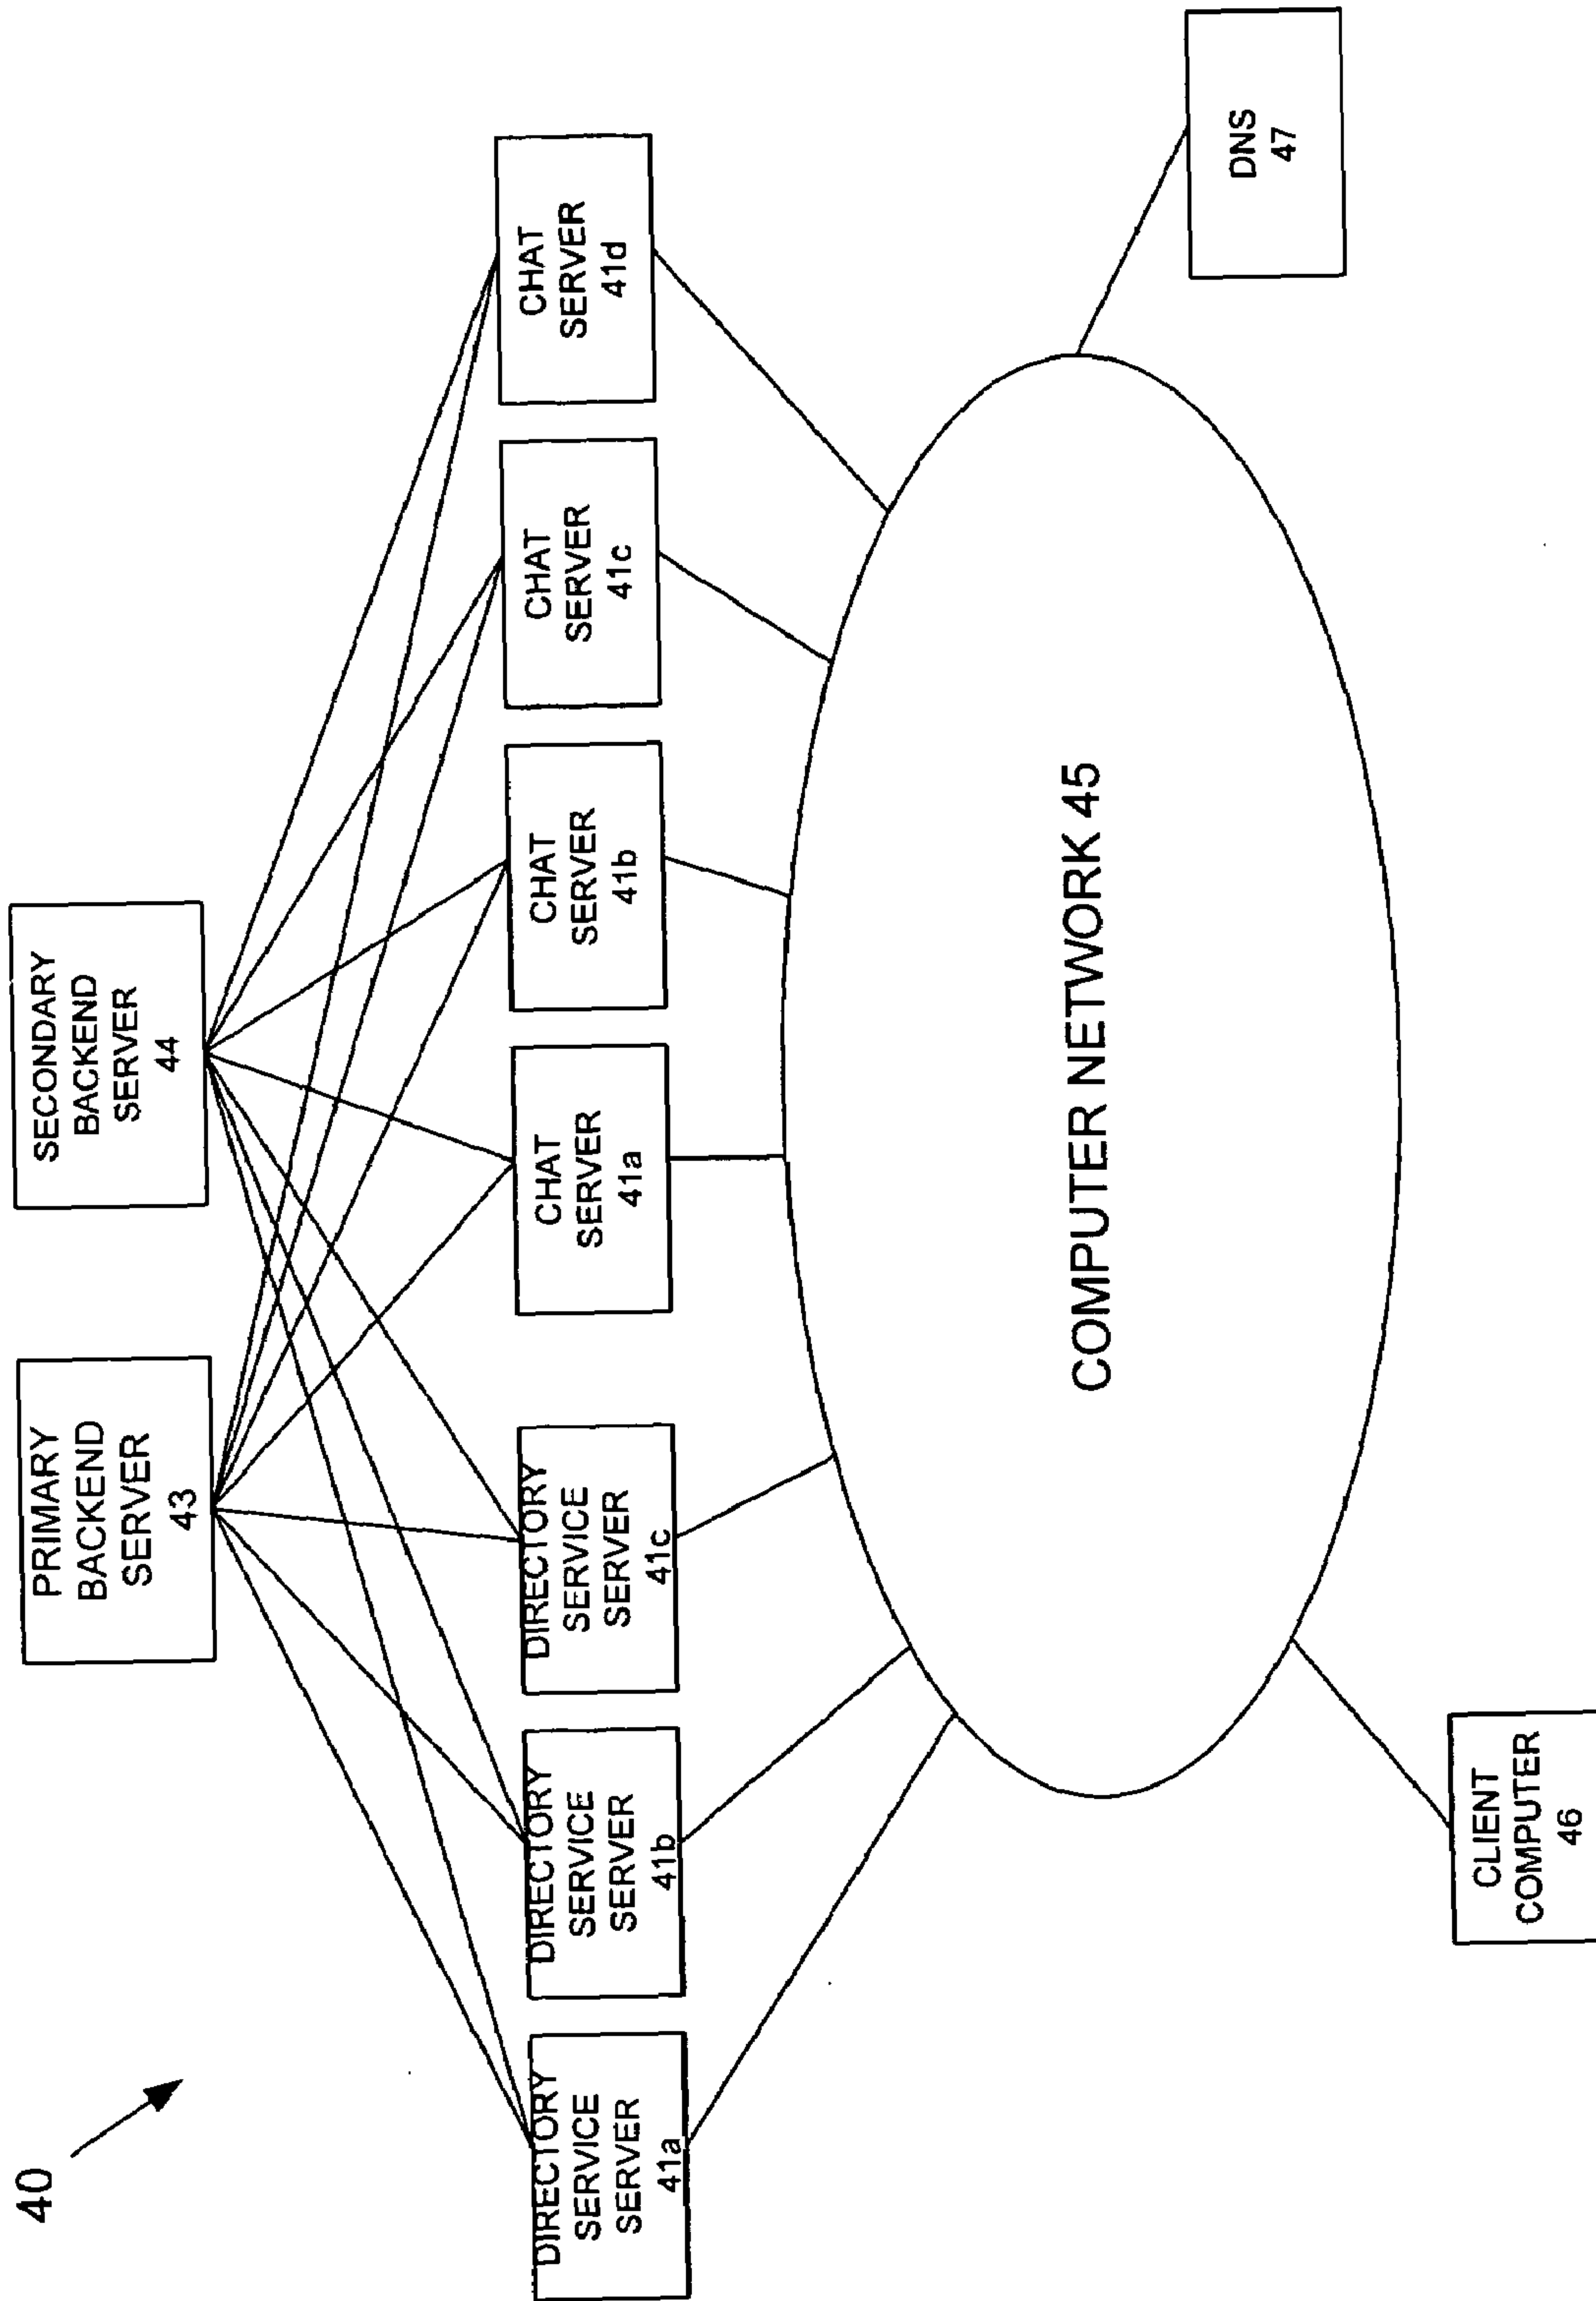 40
PRIMARY
BACKEND
SERVER
43
SECONDARY
BACKEND
SERVER
44
DIRECTORY
SERVICE
SERVER
41a
DIRECTORY
SERVICE
SERVER
41b
DIRECTORY
SERVICE
SERVER
41c
CHAT
SERVER
41a
CHAT
SERVER
41b
CHAT
SERVER
41c
CHAT
SERVER
41d
COMPUTER NETWORK 45
CLIENT
COMPUTER
46
DNS
47